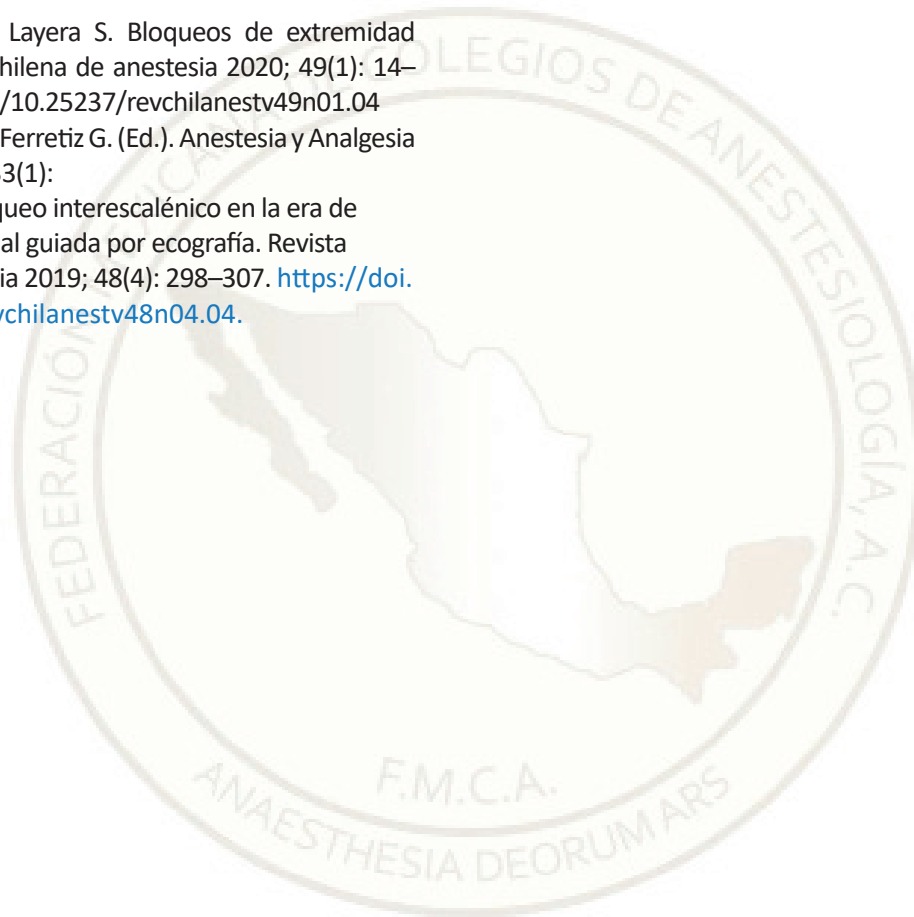 Layera S. Bloqueos de extremidad
hilena de anestesia 2020; 49(1): 14–
/10.25237/revchilanestv49n01.04
Ferretiz G. (Ed.). Anestesia y Analgesia
33(1):
queo interescalénico en la era de
al guiada por ecografía. Revista
ia 2019; 48(4): 298–307. https://doi.
vchilanestv48n04.04.
FEDERACIÓN MEXICANA DE COLEGIOS DE ANESTESIOLOGÍA, A.C.
F.M.C.A.
ANAESTHESIA DEORUM ARS